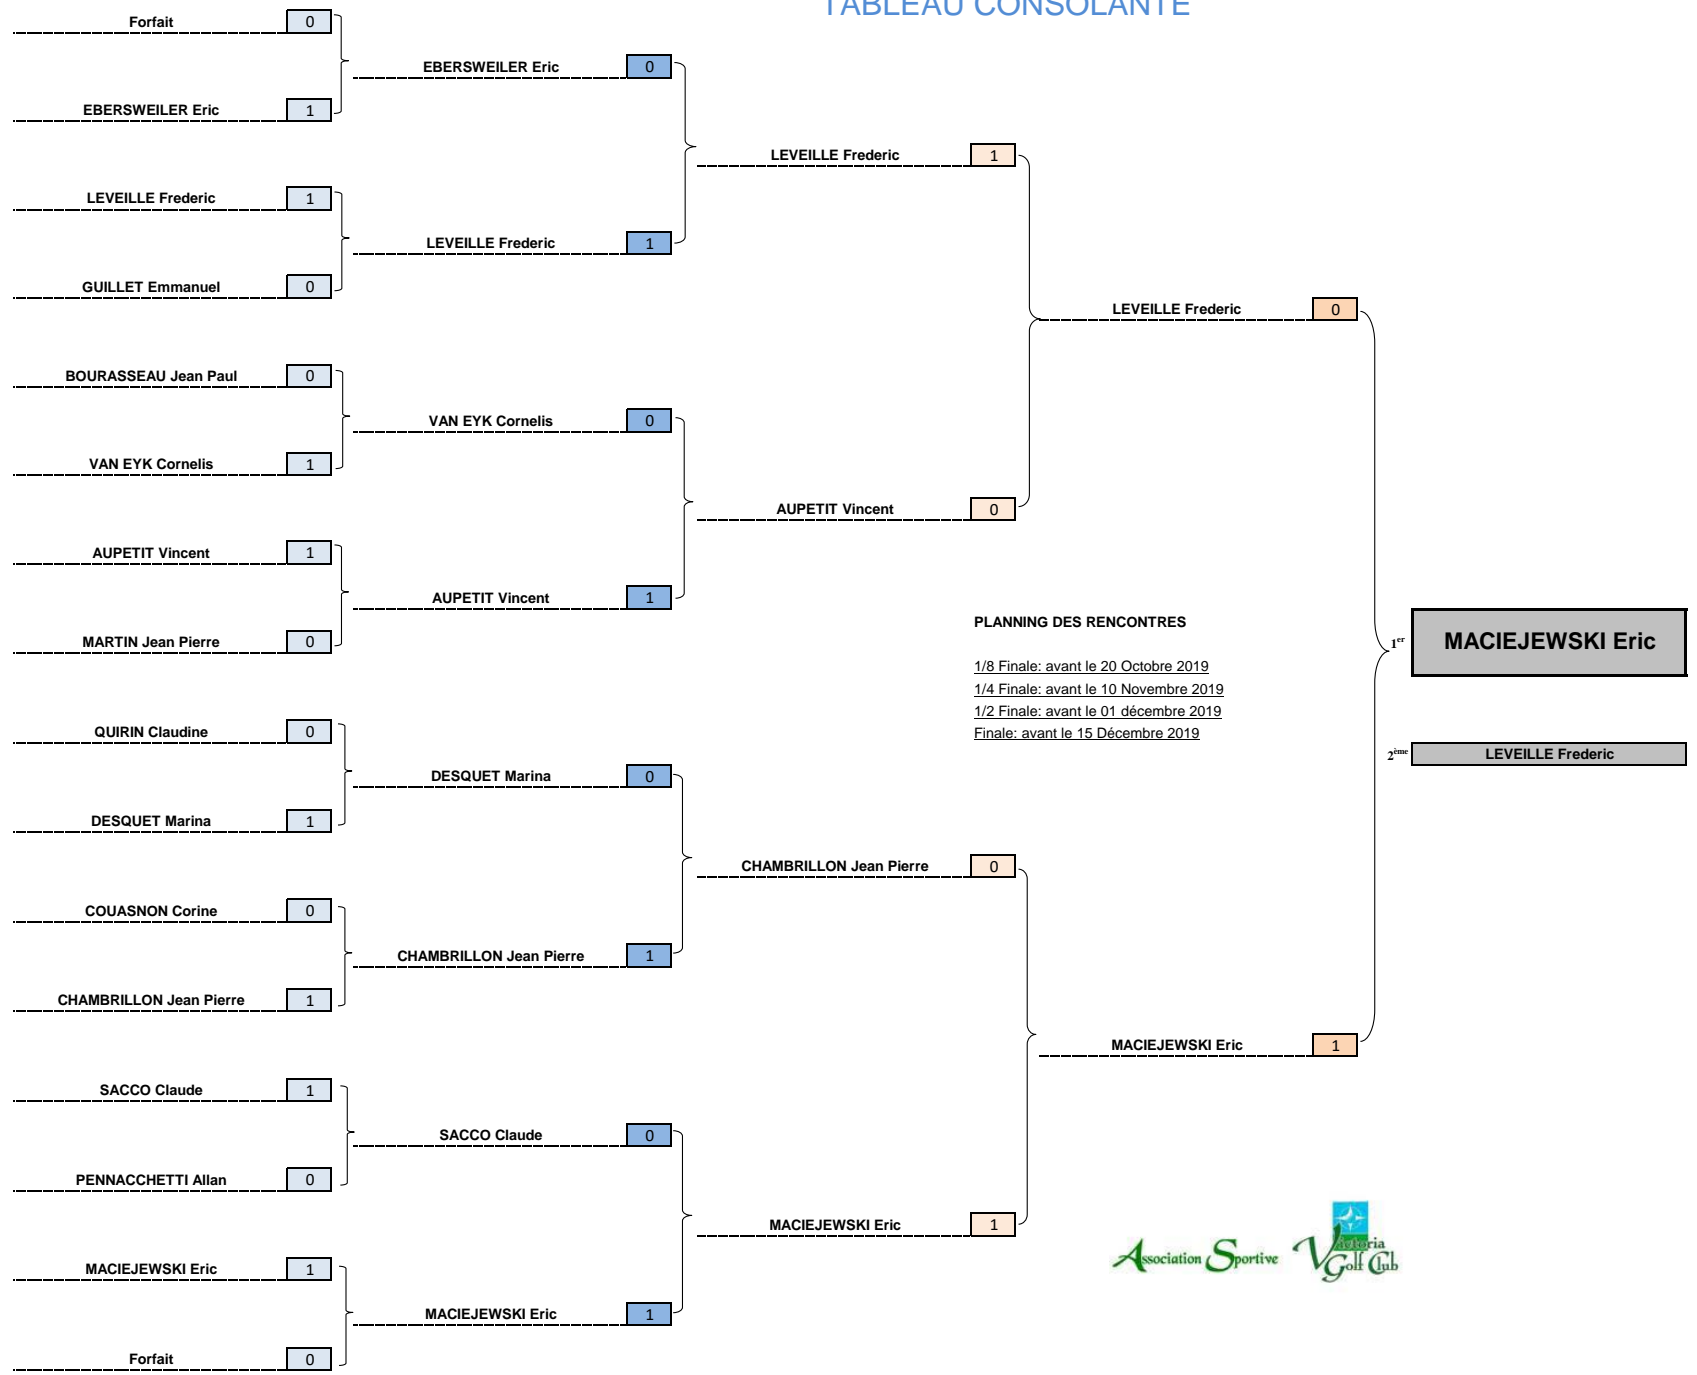 TABLEAU CONSOLANTE
Forfait 0
EBERSWEILER Eric 0
EBERSWEILER Eric 1
LEVEILLE Frederic 1
LEVEILLE Frederic 1
LEVEILLE Frederic 1
GUILLET Emmanuel 0
LEVEILLE Frederic 0
BOURASSEAU Jean Paul 0
VAN EYK Cornelis 0
VAN EYK Cornelis 1
AUPETIT Vincent 0
AUPETIT Vincent 1
AUPETIT Vincent 1
MARTIN Jean Pierre 0
PLANNING DES RENCONTRES
1/8 Finale: avant le 20 Octobre 2019
1/4 Finale: avant le 10 Novembre 2019
1/2 Finale: avant le 01 décembre 2019
Finale: avant le 15 Décembre 2019
1er MACIEJEWSKI Eric
2ème LEVEILLE Frederic
QUIRIN Claudine 0
DESQUET Marina 0
DESQUET Marina 1
CHAMBRILLON Jean Pierre 0
COUASNON Corine 0
CHAMBRILLON Jean Pierre 1
CHAMBRILLON Jean Pierre 1
MACIEJEWSKI Eric 1
SACCO Claude 1
SACCO Claude 0
PENNACCHETTI Allan 0
MACIEJEWSKI Eric 1
MACIEJEWSKI Eric 1
MACIEJEWSKI Eric 1
Forfait 0
Association Sportive
Victoria
Golf Club